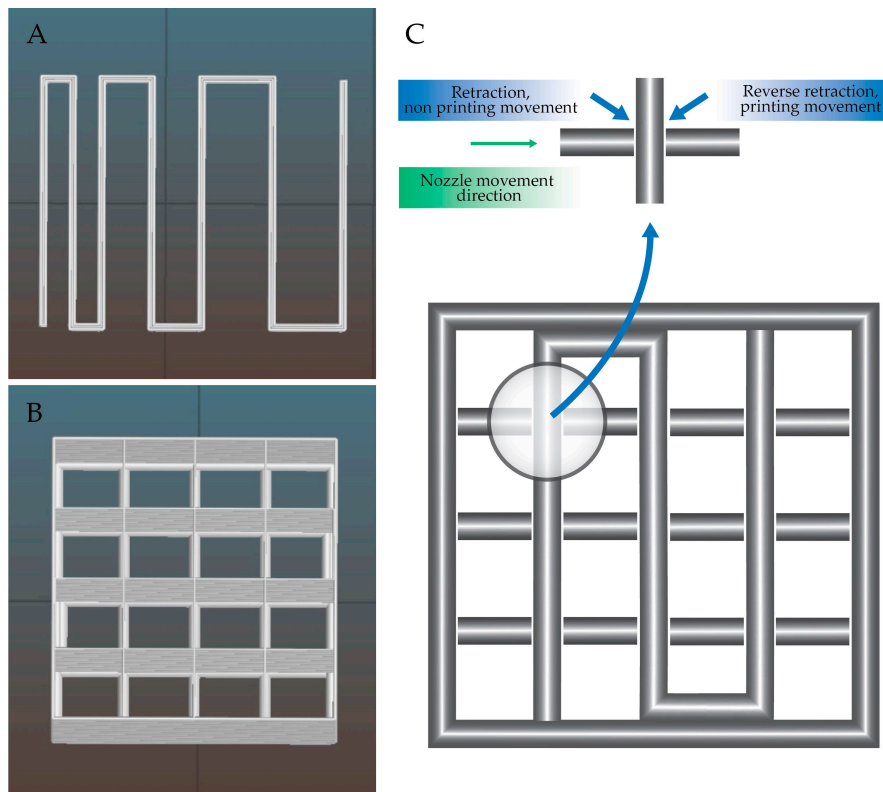 A
B
C
Retraction,
non printing movement
Reverse retraction,
printing movement
Nozzle movement
direction